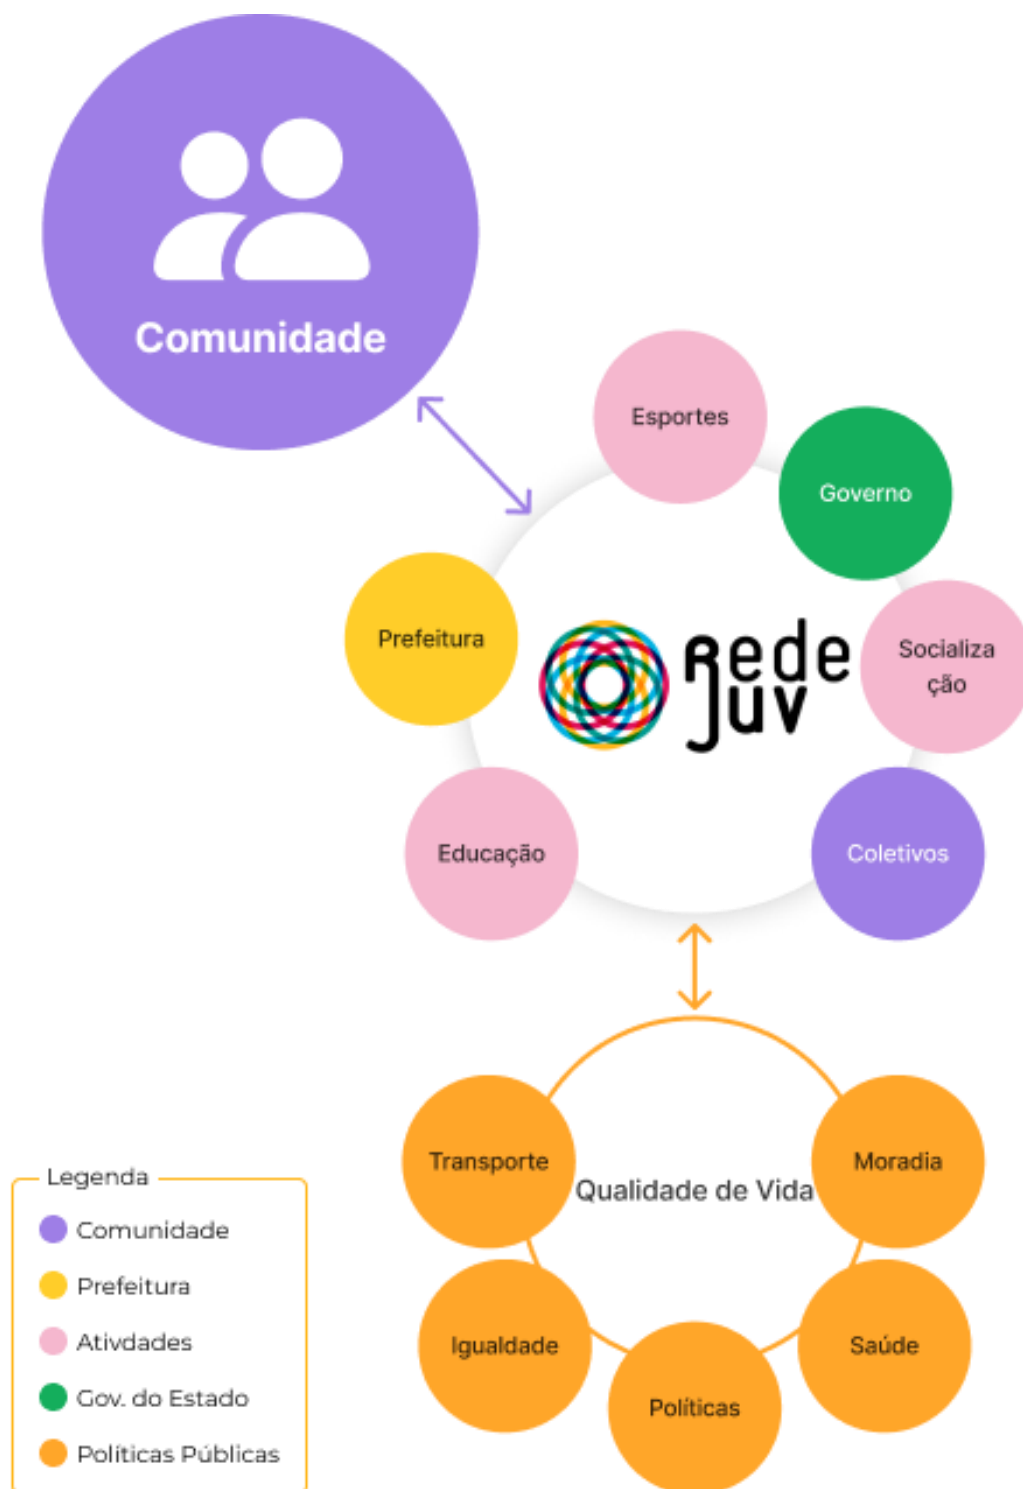 Comunidade
Esportes
Governo
Prefeitura
Rede
Juv
Socializa
ção
Educação
Coletivos
Transporte
Moradia
Qualidade de Vida
Igualdade
Saúde
Políticas
Legenda
Comunidade
Prefeitura
Ativdades
Gov. do Estado
Políticas Públicas